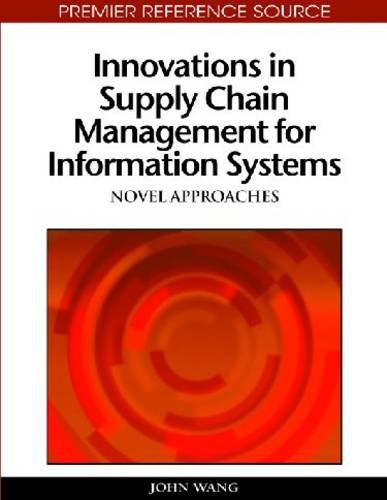 PREMIER REFERENCE SOURCE
Innovations in
Supply Chain
Management for
Information Systems
NOVEL APPROACHES
JOHN WANG